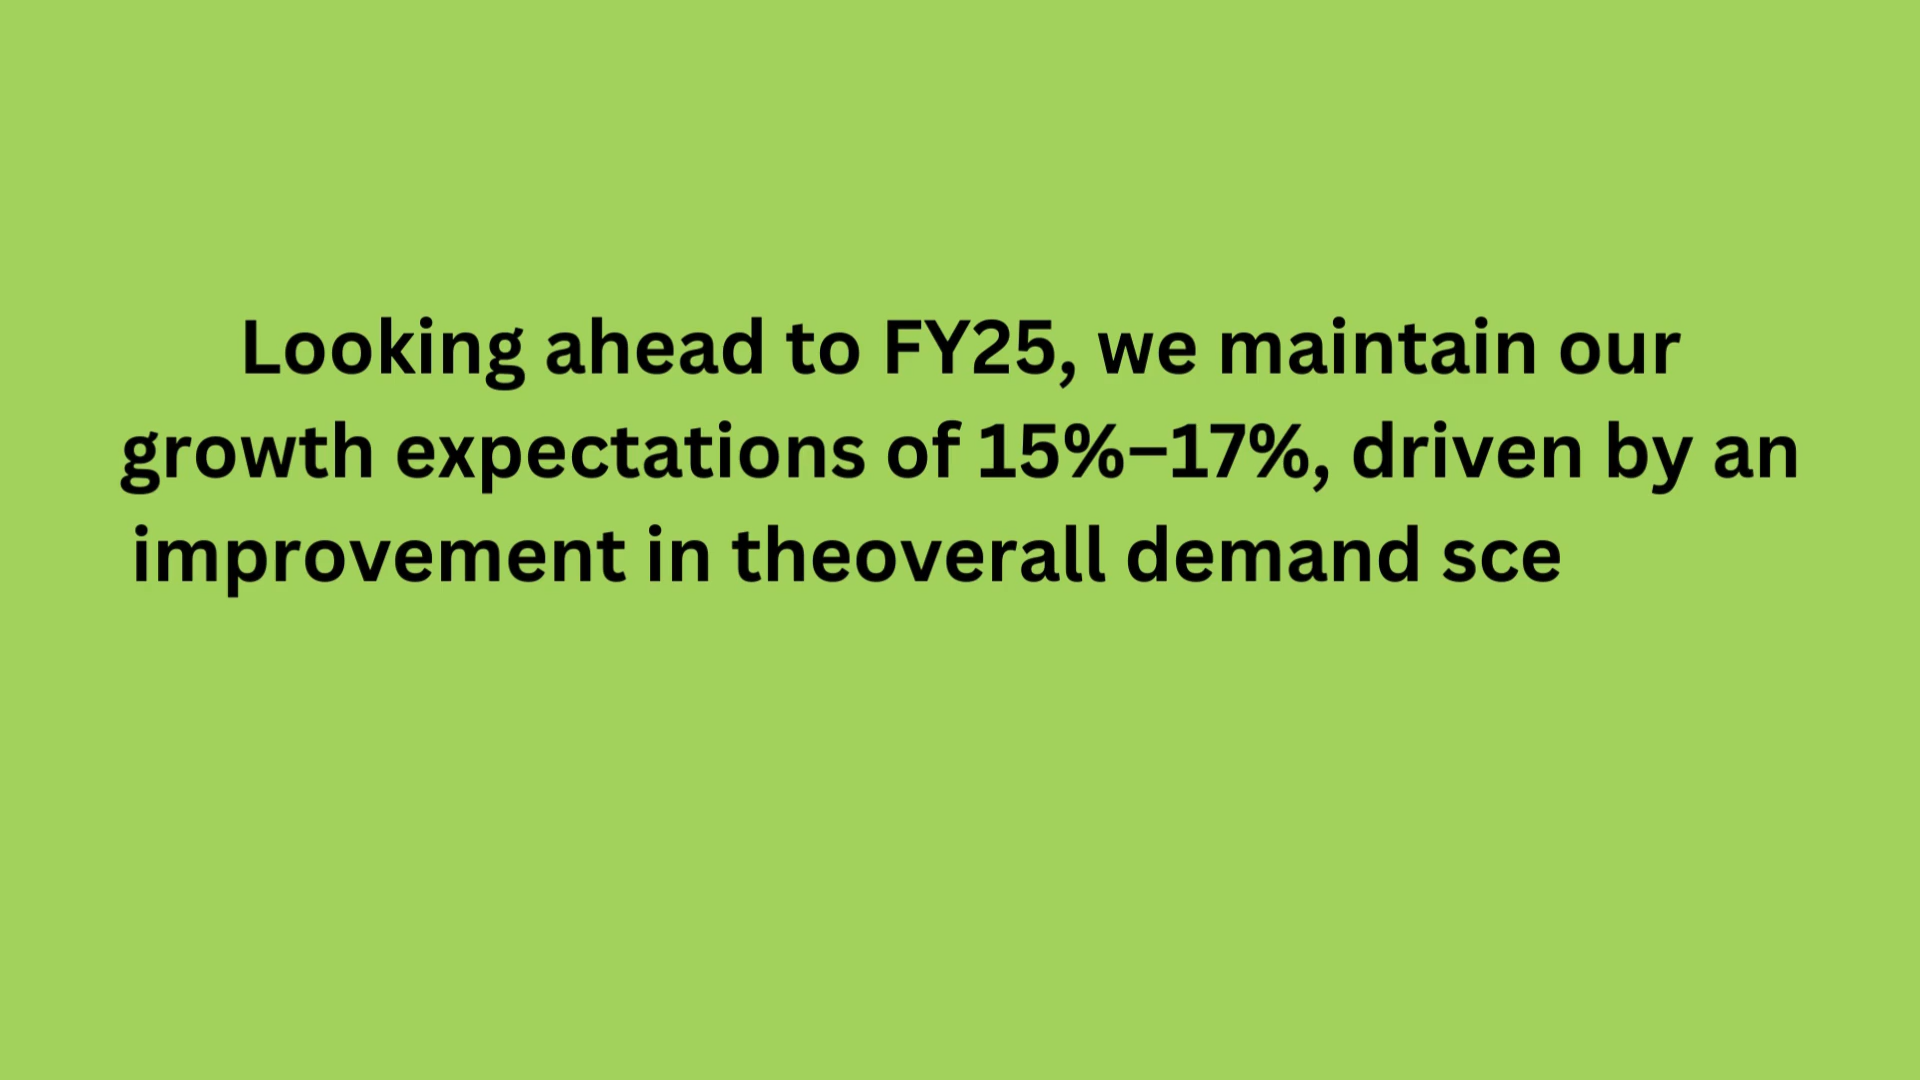 Looking ahead to FY25, we maintain our
growth expectations of 15%–17%, driven by an
improvement in theoverall demand sce